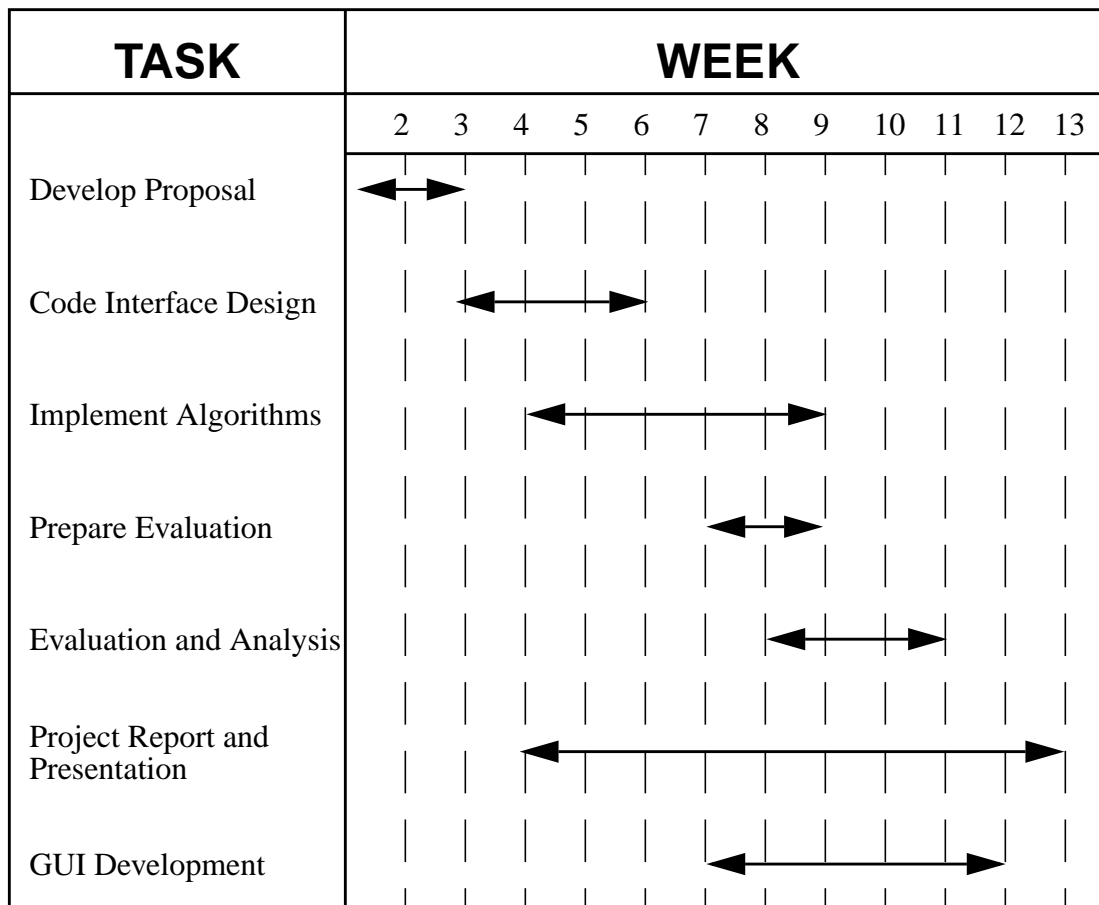 TASK WEEK
2 3 4 5 6 7 8 9 10 11 12 13
Develop Proposal
Code Interface Design
Implement Algorithms
Prepare Evaluation
Evaluation and Analysis
Project Report and
Presentation
GUI Development